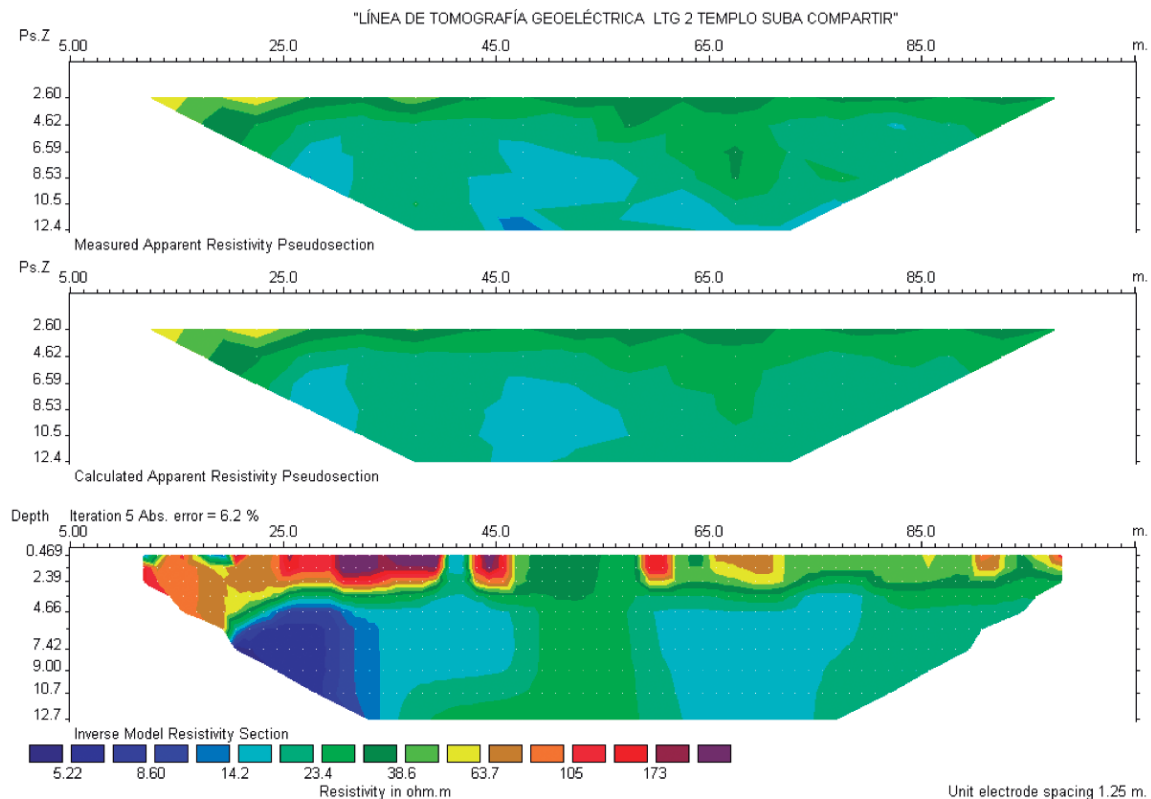 "LÍNEA DE TOMOGRAFÍA GEOELÉCTRICA LTG 2 TEMPLO SUBA COMPARTIR"
Ps.Z
5.00 25.0 45.0 65.0 85.0 m.
2.60
4.62
6.59
8.53
10.5
12.4
Measured Apparent Resistivity Pseudosection
Ps.Z
5.00 25.0 45.0 65.0 85.0 m.
2.60
4.62
6.59
8.53
10.5
12.4
Calculated Apparent Resistivity Pseudosection
Depth Iteration 5 Abs. error = 6.2 %
5.00 25.0 45.0 65.0 85.0 m.
0.469
2.39
4.66
7.42
9.00
10.7
12.7
Inverse Model Resistivity Section
5.22 8.60 14.2 23.4 38.6 63.7 105 173
Resistivity in ohm.m
Unit electrode spacing 1.25 m.